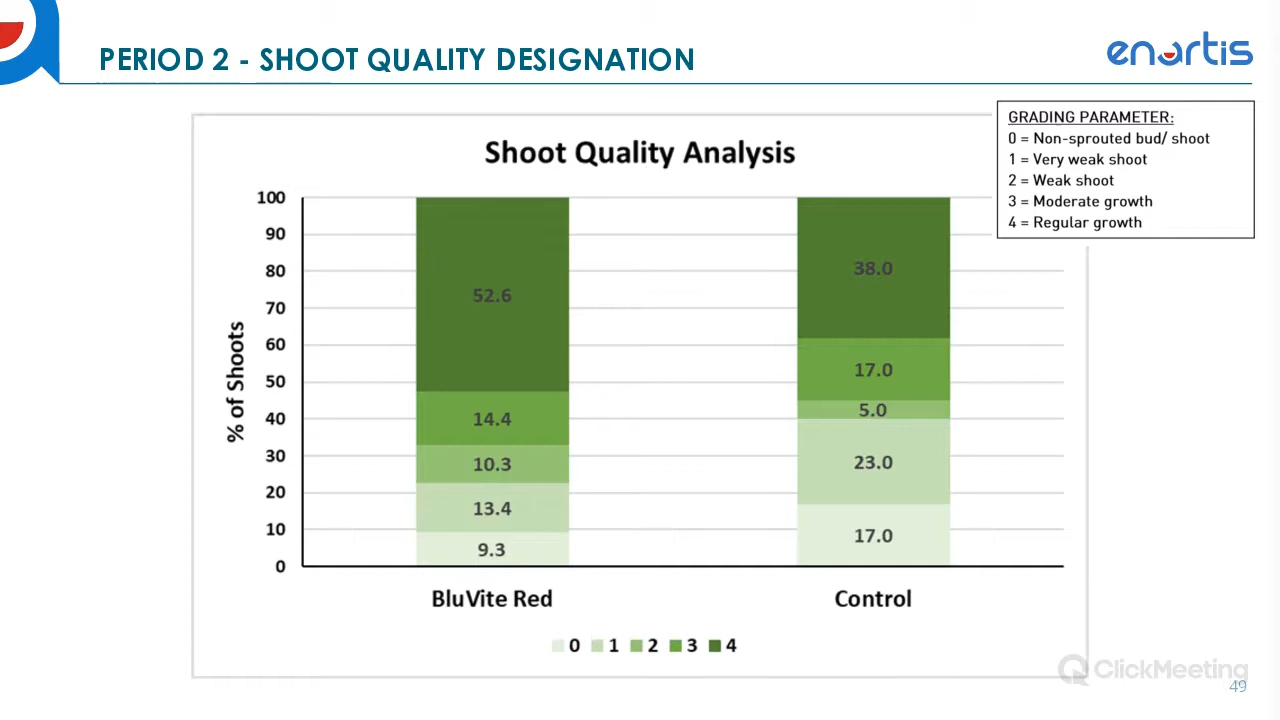 PERIOD 2 - SHOOT QUALITY DESIGNATION
enartis
GRADING PARAMETER:
0 = Non-sprouted bud/ shoot
1 = Very weak shoot
2 = Weak shoot
3 = Moderate growth
4 = Regular growth
Shoot Quality Analysis
% of Shoots
100
90
80
70
60
50
40
30
20
10
0
52.6
14.4
10.3
13.4
9.3
38.0
17.0
5.0
23.0
17.0
BluVite Red
Control
0 1 2 3 4
ClickMeeting
49